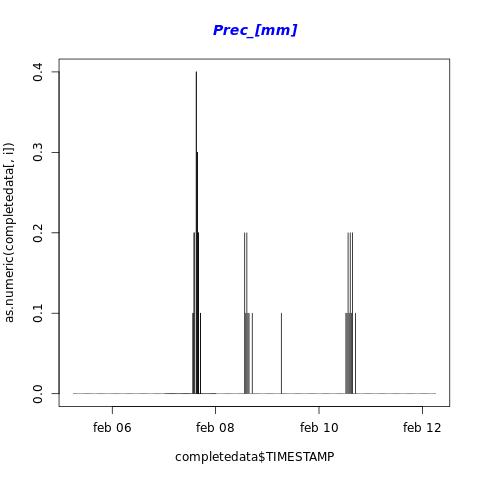 Prec_[mm]
as.numeric(completedata[, i])
0.4
0.3
0.2
0.1
0.0
feb 06 feb 08 feb 10 feb 12
completedata$TIMESTAMP